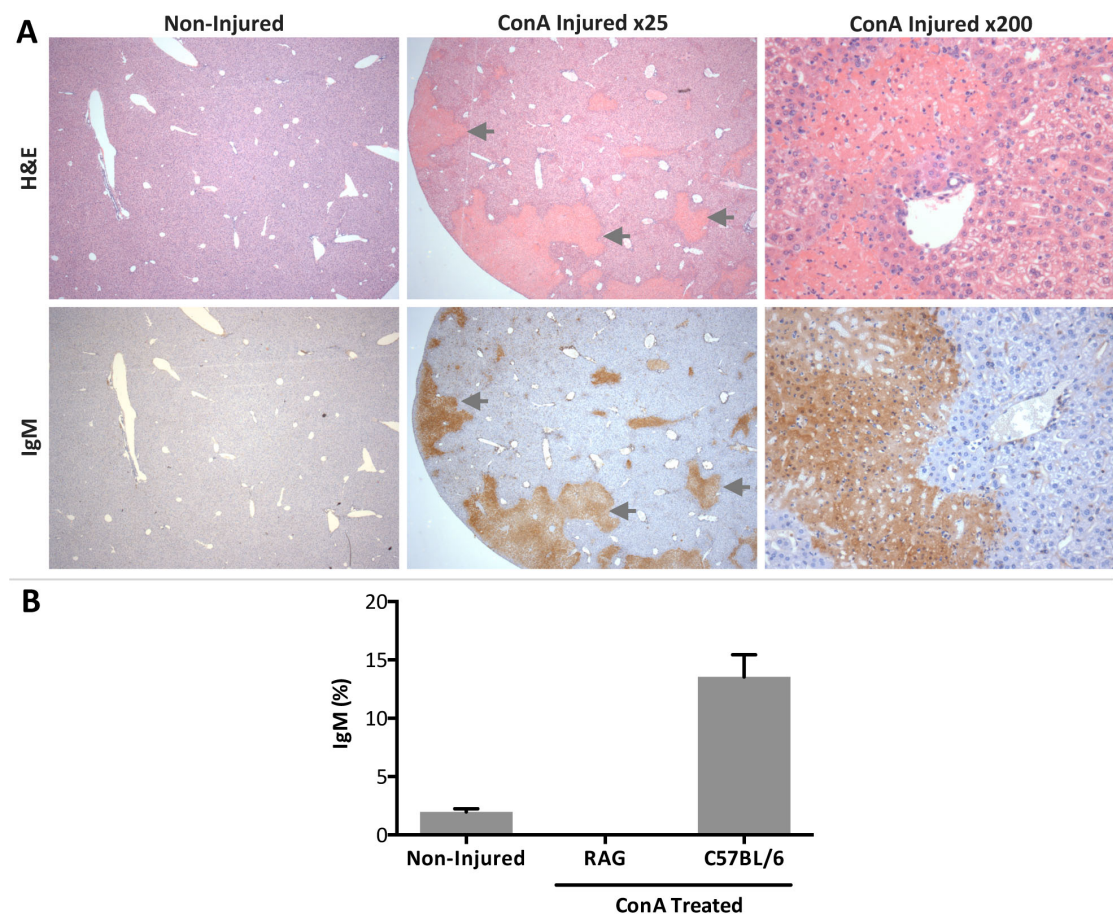 A
Non-Injured
ConA Injured x25
ConA Injured x200
H&E
IgM
B
IgM (%)
20
15
10
5
0
Non-Injured
RAG
C57BL/6
ConA Treated